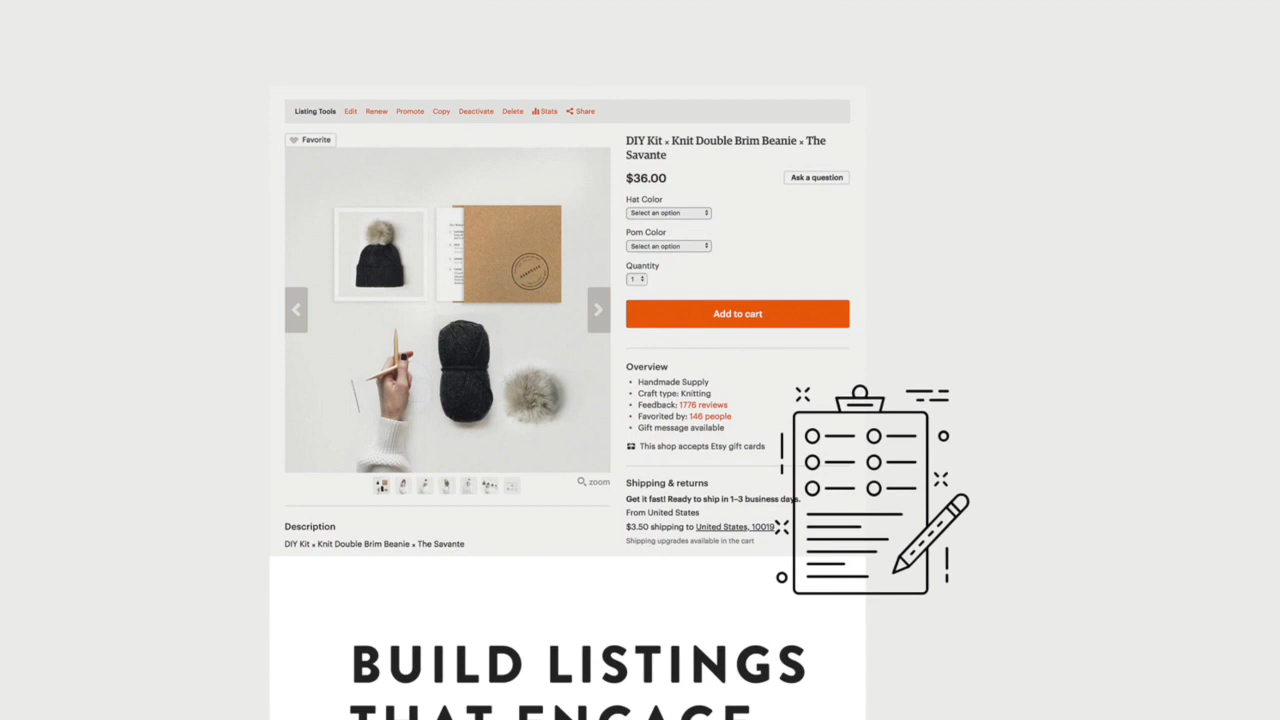 Listing Tools Edit Renew Promote Copy Deactivate Delete Stats Share
Favorite
DIY Kit × Knit Double Brim Beanie × The
Savante
$36.00
Ask a question
Hat Color
Select an option
Pom Color
Select an option
Quantity
1
Add to cart
Overview
• Handmade Supply
• Craft type: Knitting
• Feedback: 1776 reviews
• Favorited by: 146 people
• Gift message available
This shop accepts Etsy gift cards
zoom
Shipping & returns
Get it fast! Ready to ship in 1–3 business days.
From United States
$3.50 shipping to United States, 10019
Shipping upgrades available in the cart
Description
DIY Kit × Knit Double Brim Beanie × The Savante
BUILD LISTINGS
THAT ENGAGE